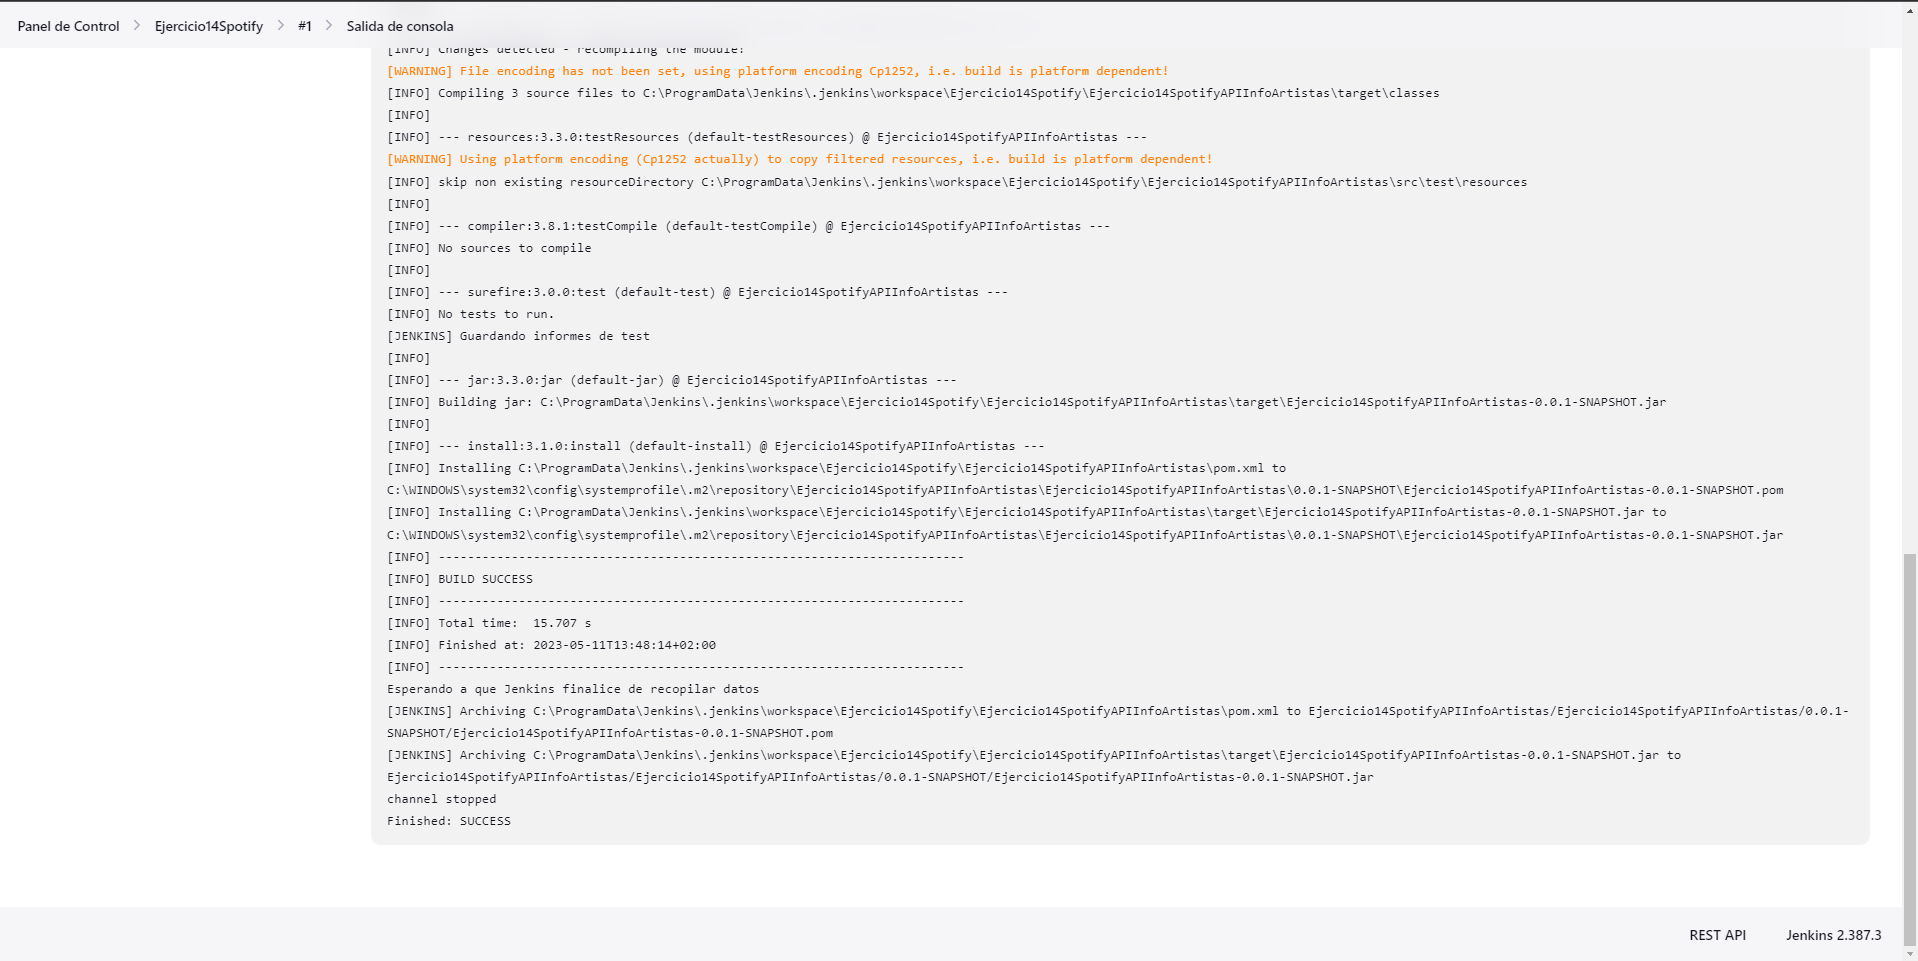 Panel de Control
Ejercicio14Spotify
#1
Salida de consola
[INFO] Changes detected - recompiling the module!
[WARNING] File encoding has not been set, using platform encoding Cp1252, i.e. build is platform dependent!
[INFO] Compiling 3 source files to C:\ProgramData\Jenkins\.jenkins\workspace\Ejercicio14Spotify\Ejercicio14SpotifyAPIInfoArtistas\target\classes
[INFO]
[INFO] --- resources:3.3.0:testResources (default-testResources) @ Ejercicio14SpotifyAPIInfoArtistas ---
[WARNING] Using platform encoding (Cp1252 actually) to copy filtered resources, i.e. build is platform dependent!
[INFO] skip non existing resourceDirectory C:\ProgramData\Jenkins\.jenkins\workspace\Ejercicio14Spotify\Ejercicio14SpotifyAPIInfoArtistas\src\test\resources
[INFO]
[INFO] --- compiler:3.8.1:testCompile (default-testCompile) @ Ejercicio14SpotifyAPIInfoArtistas ---
[INFO] No sources to compile
[INFO]
[INFO] --- surefire:3.0.0:test (default-test) @ Ejercicio14SpotifyAPIInfoArtistas ---
[INFO] No tests to run.
[JENKINS] Guardando informes de test
[INFO]
[INFO] --- jar:3.3.0:jar (default-jar) @ Ejercicio14SpotifyAPIInfoArtistas ---
[INFO] Building jar: C:\ProgramData\Jenkins\.jenkins\workspace\Ejercicio14Spotify\Ejercicio14SpotifyAPIInfoArtistas\target\Ejercicio14SpotifyAPIInfoArtistas-0.0.1-SNAPSHOT.jar
[INFO]
[INFO] --- install:3.1.0:install (default-install) @ Ejercicio14SpotifyAPIInfoArtistas ---
[INFO] Installing C:\ProgramData\Jenkins\.jenkins\workspace\Ejercicio14Spotify\Ejercicio14SpotifyAPIInfoArtistas\pom.xml to
C:\WINDOWS\system32\config\systemprofile\.m2\repository\Ejercicio14SpotifyAPIInfoArtistas\Ejercicio14SpotifyAPIInfoArtistas\0.0.1-SNAPSHOT\Ejercicio14SpotifyAPIInfoArtistas-0.0.1-SNAPSHOT.pom
[INFO] Installing C:\ProgramData\Jenkins\.jenkins\workspace\Ejercicio14Spotify\Ejercicio14SpotifyAPIInfoArtistas\target\Ejercicio14SpotifyAPIInfoArtistas-0.0.1-SNAPSHOT.jar to
C:\WINDOWS\system32\config\systemprofile\.m2\repository\Ejercicio14SpotifyAPIInfoArtistas\Ejercicio14SpotifyAPIInfoArtistas\0.0.1-SNAPSHOT\Ejercicio14SpotifyAPIInfoArtistas-0.0.1-SNAPSHOT.jar
[INFO] ------------------------------------------------------------------------
[INFO] BUILD SUCCESS
[INFO] ------------------------------------------------------------------------
[INFO] Total time:  15.707 s
[INFO] Finished at: 2023-05-11T13:48:14+02:00
[INFO] ------------------------------------------------------------------------
Esperando a que Jenkins finalice de recopilar datos
[JENKINS] Archiving C:\ProgramData\Jenkins\.jenkins\workspace\Ejercicio14Spotify\Ejercicio14SpotifyAPIInfoArtistas\pom.xml to Ejercicio14SpotifyAPIInfoArtistas/Ejercicio14SpotifyAPIInfoArtistas/0.0.1-
SNAPSHOT/Ejercicio14SpotifyAPIInfoArtistas-0.0.1-SNAPSHOT.pom
[JENKINS] Archiving C:\ProgramData\Jenkins\.jenkins\workspace\Ejercicio14Spotify\Ejercicio14SpotifyAPIInfoArtistas\target\Ejercicio14SpotifyAPIInfoArtistas-0.0.1-SNAPSHOT.jar to
Ejercicio14SpotifyAPIInfoArtistas/Ejercicio14SpotifyAPIInfoArtistas/0.0.1-SNAPSHOT/Ejercicio14SpotifyAPIInfoArtistas-0.0.1-SNAPSHOT.jar
channel stopped
Finished: SUCCESS
REST API
Jenkins 2.387.3